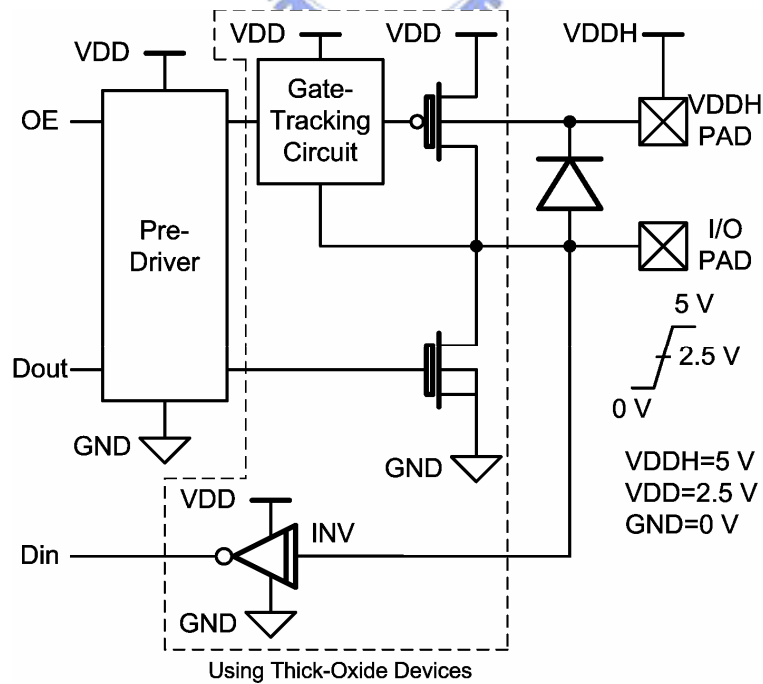 VDD
VDD
VDDH
VDD
OE
Gate-
Tracking
Circuit
VDDH
PAD
Pre-
Driver
I/O
PAD
5 V
2.5 V
0 V
Dout
GND
GND
VDDH=5 V
VDD=2.5 V
GND=0 V
VDD
INV
Din
GND
Using Thick-Oxide Devices